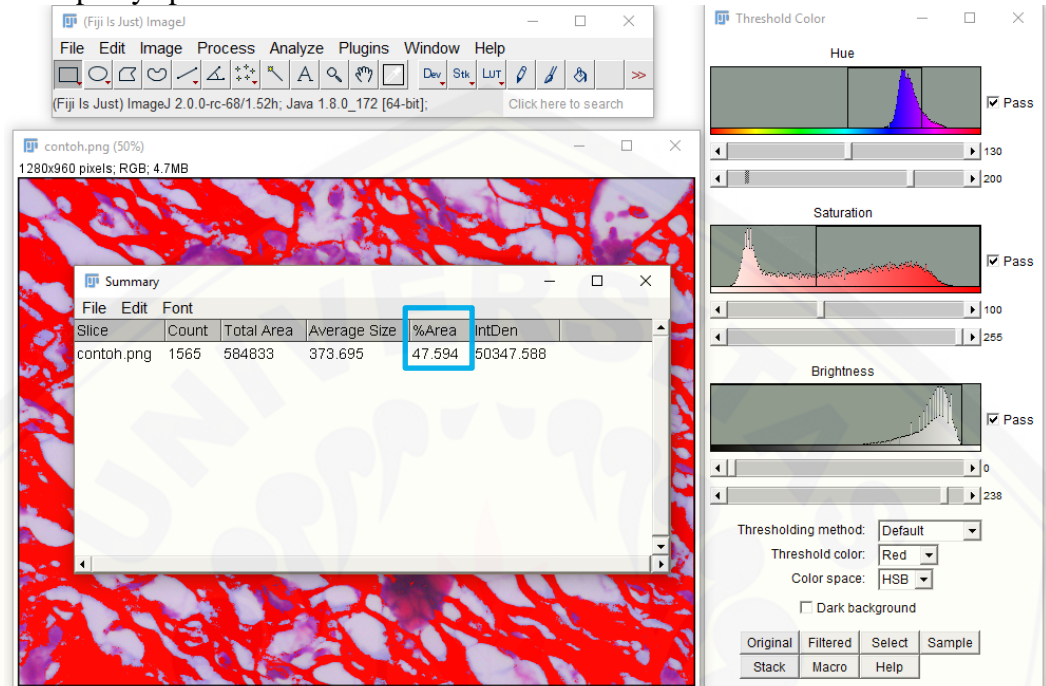 (Fiji Is Just) ImageJ
File Edit Image Process Analyze Plugins Window Help
Dev Stk LUT >>
(Fiji Is Just) ImageJ 2.0.0-rc-68/1.52h; Java 1.8.0_172 [64-bit]; Click here to search
contoh.png (50%)
1280x960 pixels; RGB; 4.7MB
Summary
File Edit Font
Slice Count Total Area Average Size %Area IntDen
contoh.png 1565 584833 373.695 47.594 50347.588
Threshold Color
Hue
Pass
130
200
Saturation
Pass
100
255
Brightness
Pass
0
238
Thresholding method: Default
Threshold color: Red
Color space: HSB
Dark background
Original Filtered Select Sample
Stack Macro Help
UNIVERSITAS